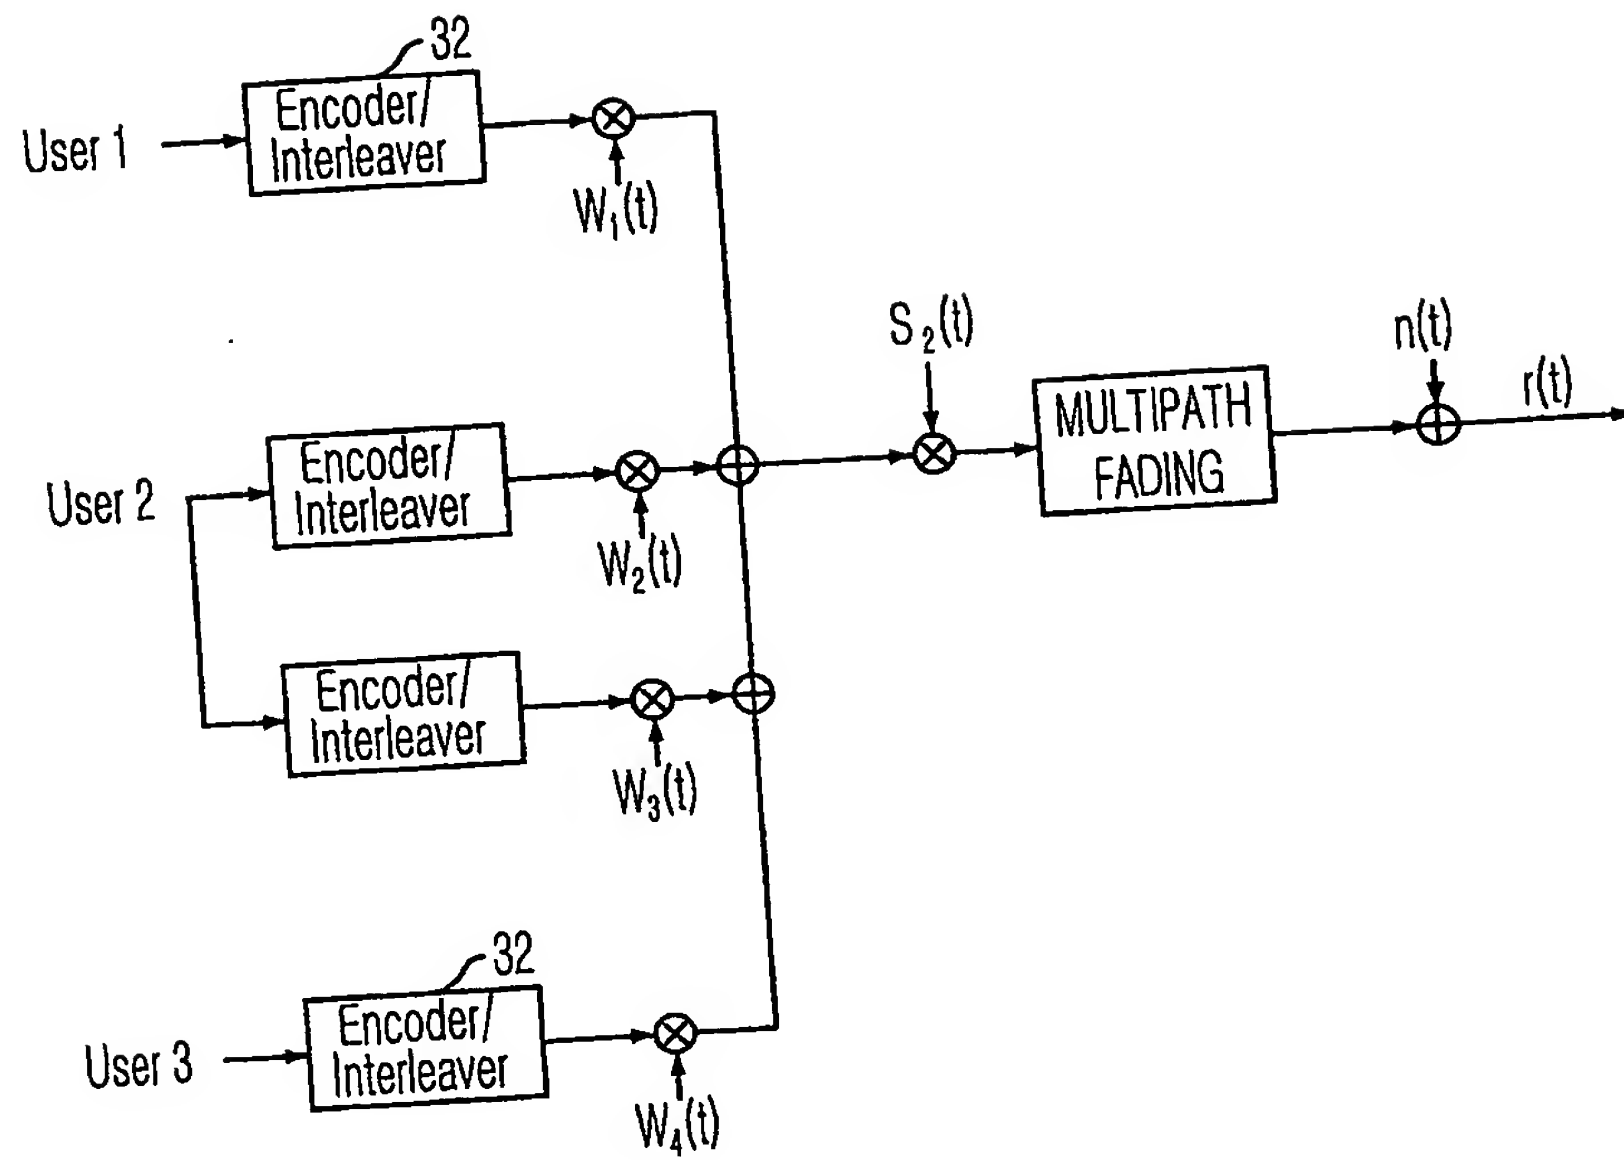 32
User 1
Encoder/
Interleaver
W₁(t)
S₂(t)
n(t)
r(t)
MULTIPATH
FADING
User 2
Encoder/
Interleaver
W₂(t)
Encoder/
Interleaver
W₃(t)
32
User 3
Encoder/
Interleaver
W₄(t)